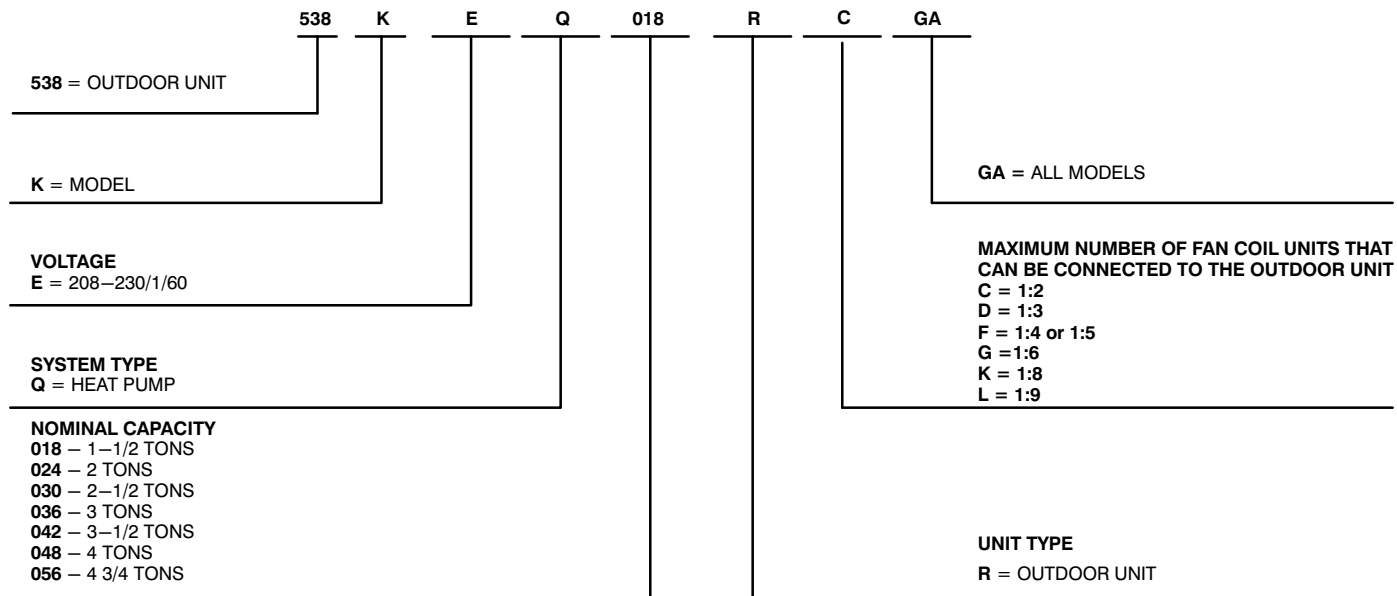 538 K E Q 018 R C GA
538 = OUTDOOR UNIT
K = MODEL
VOLTAGE
E = 208−230/1/60
SYSTEM TYPE
Q = HEAT PUMP
NOMINAL CAPACITY
018 − 1−1/2 TONS
024 − 2 TONS
030 − 2−1/2 TONS
036 − 3 TONS
042 − 3−1/2 TONS
048 − 4 TONS
056 − 4 3/4 TONS
GA = ALL MODELS
MAXIMUM NUMBER OF FAN COIL UNITS THAT
CAN BE CONNECTED TO THE OUTDOOR UNIT
C = 1:2
D = 1:3
F = 1:4 or 1:5
G =1:6
K = 1:8
L = 1:9
UNIT TYPE
R = OUTDOOR UNIT